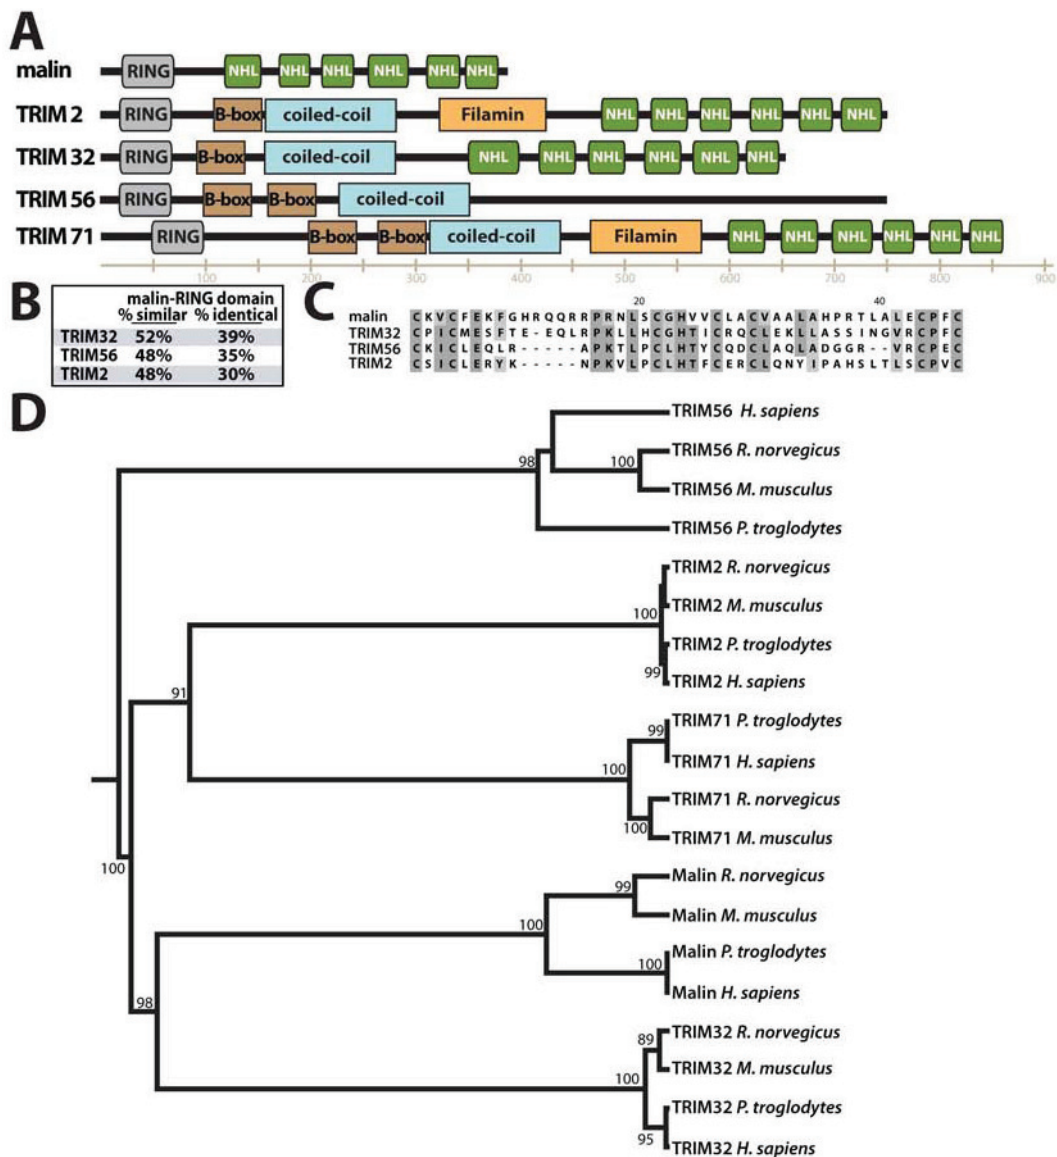 A
malin RING NHL NHL NHL NHL NHL NHL
TRIM 2 RING B-box coiled-coil Filamin NHL NHL NHL NHL NHL NHL
TRIM 32 RING B-box coiled-coil NHL NHL NHL NHL NHL NHL
TRIM 56 RING B-box B-box coiled-coil
TRIM 71 RING B-box B-box coiled-coil Filamin NHL NHL NHL NHL NHL NHL
100 200 300 400 500 600 700 800 900
B
malin-RING domain
% similar % identical
TRIM32 52% 39%
TRIM56 48% 35%
TRIM2 48% 30%
C
20 40
malin C K V C F E K F G H R Q Q R R P R N L S C G H V V C L A C V A A L A H P R T L A L E C P F C
TRIM32 C P I C M E S F T E - E Q L R P K L L H C G H T I C R Q C L E K L L A S S I N G V R C P F C
TRIM56 C K I C L E Q L R - - - - - A P K T L P C L H T Y C Q D C L A Q L A D G G R - - V R C P E C
TRIM2 C S I C L E R Y K - - - - - N P K V L P C L H T F C E R C L Q N Y I P A H S L T L S C P V C
D
TRIM56 H. sapiens
98 100 TRIM56 R. norvegicus
TRIM56 M. musculus
TRIM56 P. troglodytes
TRIM2 R. norvegicus
100 TRIM2 M. musculus
TRIM2 P. troglodytes
99 TRIM2 H. sapiens
91
TRIM71 P. troglodytes
99
TRIM71 H. sapiens
100
TRIM71 R. norvegicus
100 TRIM71 M. musculus
100
Malin R. norvegicus
99
Malin M. musculus
100
Malin P. troglodytes
100
Malin H. sapiens
98
TRIM32 R. norvegicus
89
TRIM32 M. musculus
100
TRIM32 P. troglodytes
95 TRIM32 H. sapiens